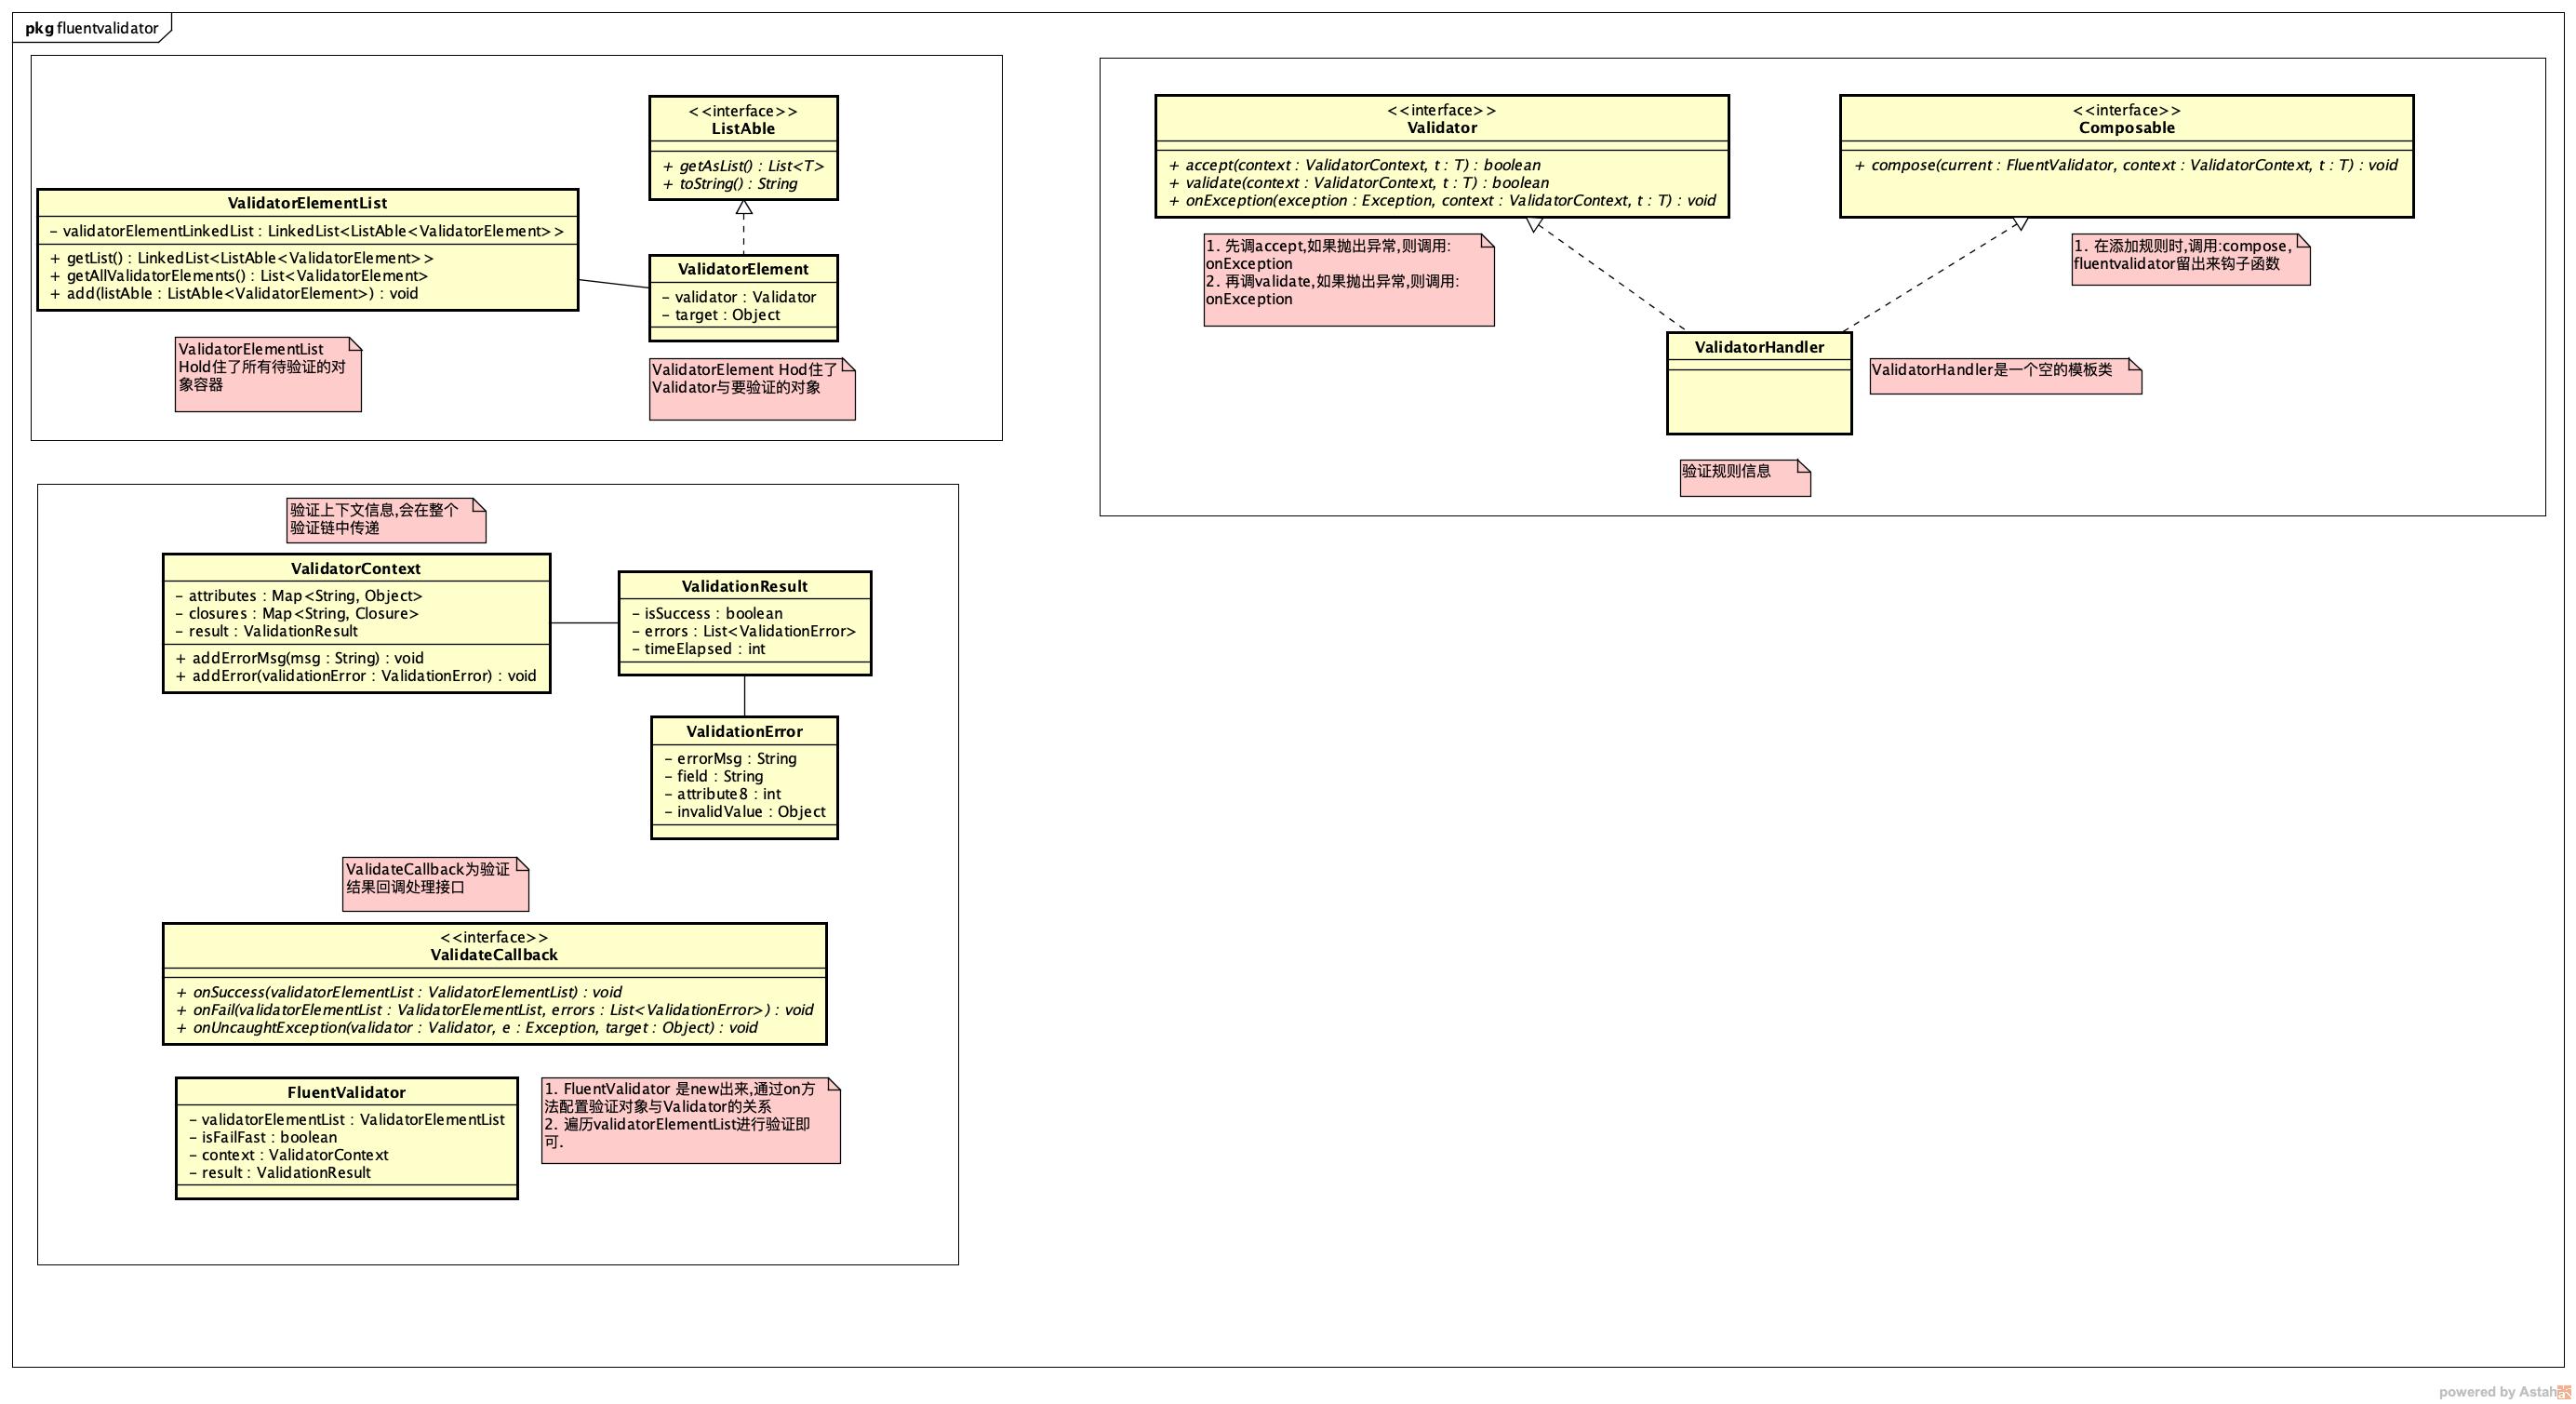 pkg fluentvalidator
<<interface>>
ListAble
+ getAsList() : List<T>
+ toString() : String
ValidatorElementList
- validatorElementLinkedList : LinkedList<ListAble<ValidatorElement>>
+ getList() : LinkedList<ListAble<ValidatorElement>>
+ getAllValidatorElements() : List<ValidatorElement>
+ add(listAble : ListAble<ValidatorElement>) : void
ValidatorElement
- validator : Validator
- target : Object
ValidatorElementList
Hold住了所有待验证的对
象容器
ValidatorElement Hod住了
Validator与要验证的对象
<<interface>>
Validator
+ accept(context : ValidatorContext, t : T) : boolean
+ validate(context : ValidatorContext, t : T) : boolean
+ onException(exception : Exception, context : ValidatorContext, t : T) : void
<<interface>>
Composable
+ compose(current : FluentValidator, context : ValidatorContext, t : T) : void
1. 先调accept,如果抛出异常,则调用:
onException
2. 再调validate,如果抛出异常,则调用:
onException
1. 在添加规则时,调用:compose,
fluentvalidator留出来钩子函数
ValidatorHandler
ValidatorHandler是一个空的模板类
验证规则信息
验证上下文信息,会在整个
验证链中传递
ValidatorContext
- attributes : Map<String, Object>
- closures : Map<String, Closure>
- result : ValidationResult
+ addErrorMsg(msg : String) : void
+ addError(validationError : ValidationError) : void
ValidationResult
- isSuccess : boolean
- errors : List<ValidationError>
- timeElapsed : int
ValidationError
- errorMsg : String
- field : String
- attribute8 : int
- invalidValue : Object
ValidateCallback为验证
结果回调处理接口
<<interface>>
ValidateCallback
+ onSuccess(validatorElementList : ValidatorElementList) : void
+ onFail(validatorElementList : ValidatorElementList, errors : List<ValidationError>) : void
+ onUncaughtException(validator : Validator, e : Exception, target : Object) : void
FluentValidator
- validatorElementList : ValidatorElementList
- isFailFast : boolean
- context : ValidatorContext
- result : ValidationResult
1. FluentValidator 是new出来,通过on方
法配置验证对象与Validator的关系
2. 遍历validatorElementList进行验证即
可.
powered by Astah